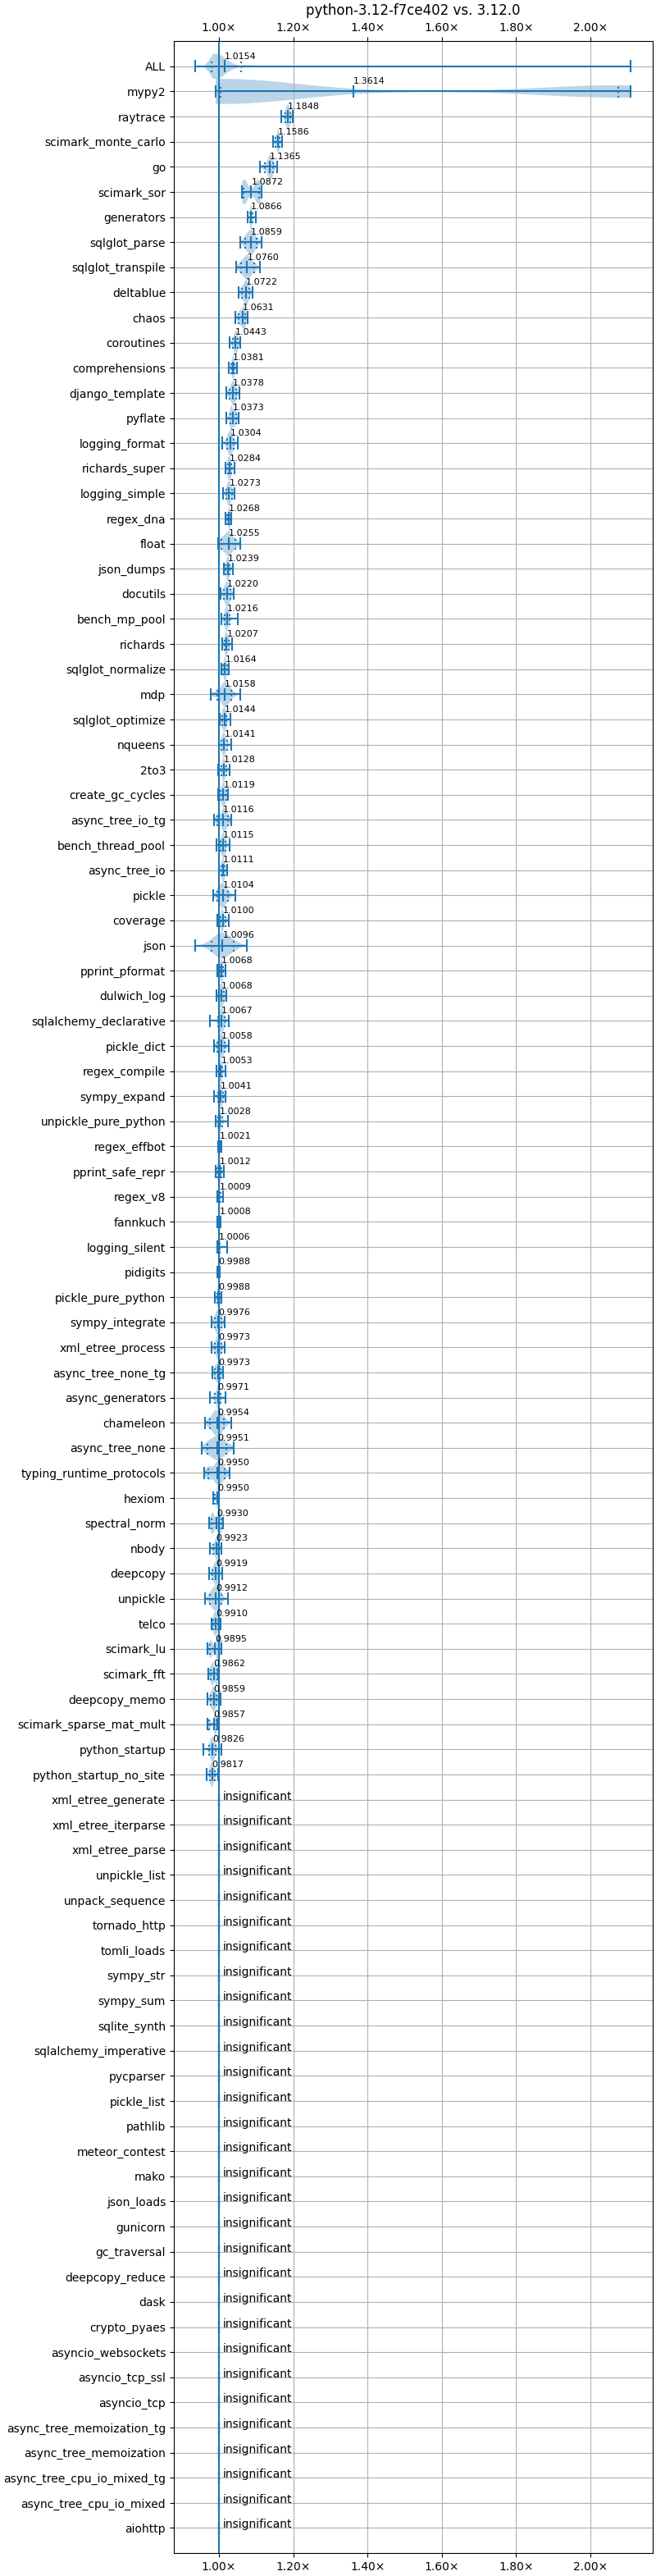 python-3.12-f7ce402 vs. 3.12.0
1.00× 1.20× 1.40× 1.60× 1.80× 2.00×
ALL 1.0154
mypy2 1.3614
raytrace 1.1848
scimark_monte_carlo 1.1586
go 1.1365
scimark_sor 1.0872
generators 1.0866
sqlglot_parse 1.0859
sqlglot_transpile 1.0760
deltablue 1.0722
chaos 1.0631
coroutines 1.0443
comprehensions 1.0381
django_template 1.0378
pyflate 1.0373
logging_format 1.0304
richards_super 1.0284
logging_simple 1.0273
regex_dna 1.0268
float 1.0255
json_dumps 1.0239
docutils 1.0220
bench_mp_pool 1.0216
richards 1.0207
sqlglot_normalize 1.0164
mdp 1.0158
sqlglot_optimize 1.0144
nqueens 1.0141
2to3 1.0128
create_gc_cycles 1.0119
async_tree_io_tg 1.0116
bench_thread_pool 1.0115
async_tree_io 1.0111
pickle 1.0104
coverage 1.0100
json 1.0096
pprint_pformat 1.0068
dulwich_log 1.0068
sqlalchemy_declarative 1.0067
pickle_dict 1.0058
regex_compile 1.0053
sympy_expand 1.0041
unpickle_pure_python 1.0028
regex_effbot 1.0021
pprint_safe_repr 1.0012
regex_v8 1.0009
fannkuch 1.0008
logging_silent 1.0006
pidigits 0.9988
pickle_pure_python 0.9988
sympy_integrate 0.9976
xml_etree_process 0.9973
async_tree_none_tg 0.9973
async_generators 0.9971
chameleon 0.9954
async_tree_none 0.9951
typing_runtime_protocols 0.9950
hexiom 0.9950
spectral_norm 0.9930
nbody 0.9923
deepcopy 0.9919
unpickle 0.9912
telco 0.9910
scimark_lu 0.9895
scimark_fft 0.9862
deepcopy_memo 0.9859
scimark_sparse_mat_mult 0.9857
python_startup 0.9826
python_startup_no_site 0.9817
xml_etree_generate insignificant
xml_etree_iterparse insignificant
xml_etree_parse insignificant
unpickle_list insignificant
unpack_sequence insignificant
tornado_http insignificant
tomli_loads insignificant
sympy_str insignificant
sympy_sum insignificant
sqlite_synth insignificant
sqlalchemy_imperative insignificant
pycparser insignificant
pickle_list insignificant
pathlib insignificant
meteor_contest insignificant
mako insignificant
json_loads insignificant
gunicorn insignificant
gc_traversal insignificant
deepcopy_reduce insignificant
dask insignificant
crypto_pyaes insignificant
asyncio_websockets insignificant
asyncio_tcp_ssl insignificant
asyncio_tcp insignificant
async_tree_memoization_tg insignificant
async_tree_memoization insignificant
async_tree_cpu_io_mixed_tg insignificant
async_tree_cpu_io_mixed insignificant
aiohttp insignificant
1.00× 1.20× 1.40× 1.60× 1.80× 2.00×